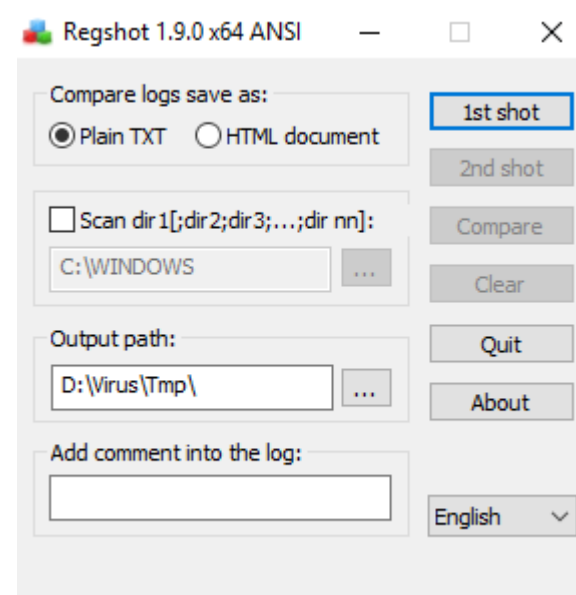 Regshot 1.9.0 x64 ANSI
Compare logs save as:
Plain TXT HTML document
1st shot
2nd shot
Scan dir1[;dir2;dir3;...;dir nn]:
Compare
C:\WINDOWS ...
Clear
Output path:
Quit
D:\Virus\Tmp\ ...
About
Add comment into the log:
English